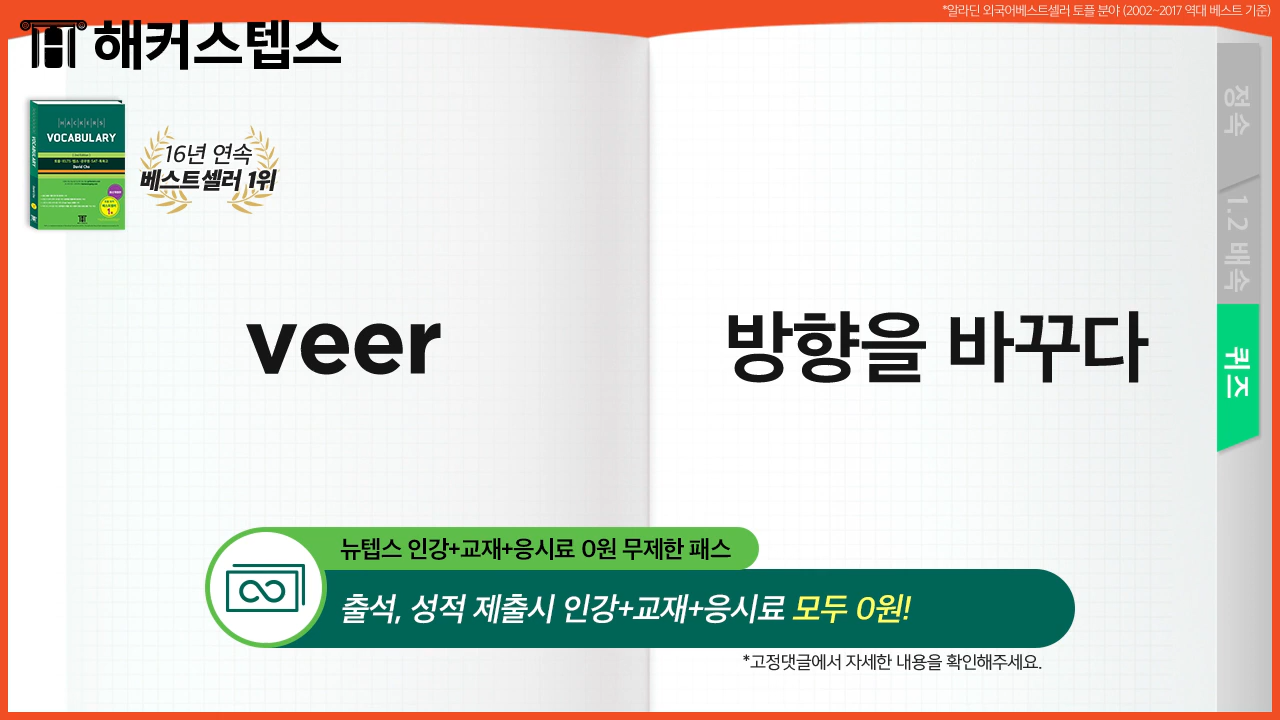 *알라딘 외국어베스트셀러 토플 분야 (2002~2017 역대 베스트 기준)
해커스텝스
HACKERS
VOCABULARY
David Cho
16년 연속
베스트셀러 1위
정속
1.2 배속
퀴즈
veer
방향을 바꾸다
뉴텝스 인강+교재+응시료 0원 무제한 패스
출석, 성적 제출시 인강+교재+응시료 모두 0원!
*고정댓글에서 자세한 내용을 확인해주세요.